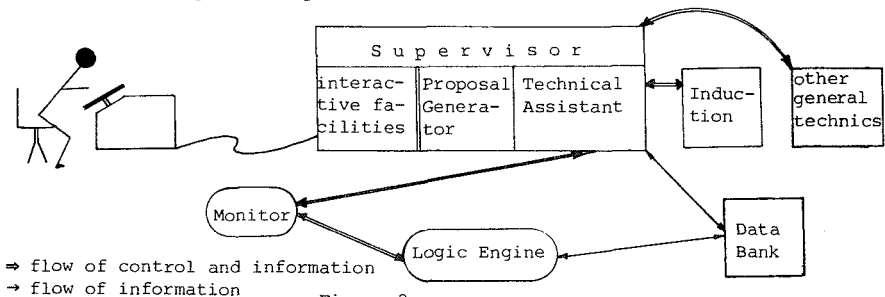 Supervisor
interac-
tive fa-
cilities
Proposal
Genera-
tor
Technical
Assistant
Induc-
tion
other
general
technics
Monitor
Logic Engine
Data
Bank
⇒ flow of control and information
→ flow of information